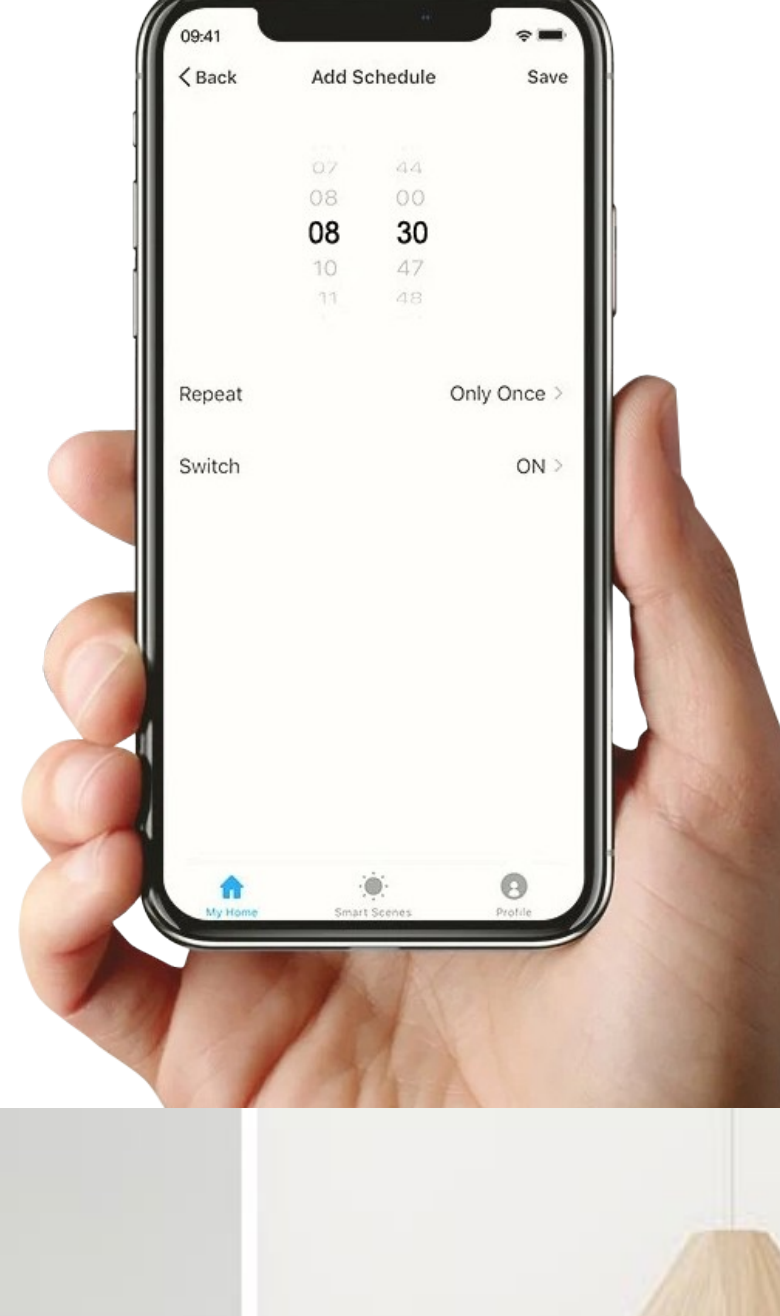 09:41
Back Add Schedule Save
07 44
08 00
08 30
10 47
11 48
Repeat Only Once
Switch ON
My Home Smart Scenes Profile